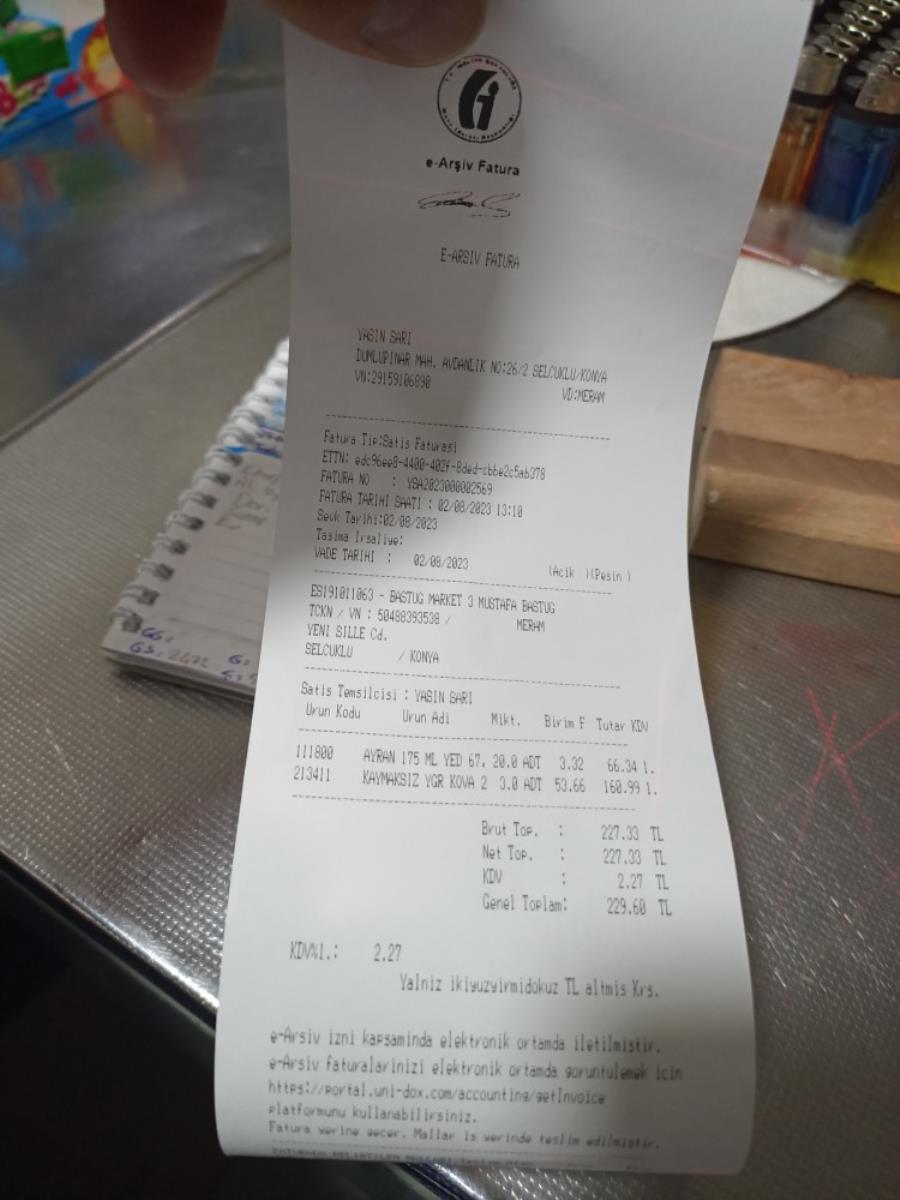 e-Arşiv Fatura
E-ARSIV FATURA
YASIN SARI
DUMLUPINAR MAH. AVDANLIK NO:26/2 SELCUKLU/KONYA
VN:29159106890 VD:MERAM
Fatura Tip:Satis Faturasi
ETTN: edc96ee8-4400-402f-8ded-cbbe2c5ab378
FATURA NO : YSA2023000002569
FATURA TARIHI SAATI : 02/08/2023 13:10
Sevk Tarihi:02/08/2023
Tasima Irsaliye:
VADE TARIHI : 02/08/2023 (Acik )(Pesin )
ES191011063 - BASTUG MARKET 3 MUSTAFA BASTUG
TCKN / VN : 50488393538 / MERAM
YENI SILLE Cd.
SELCUKLU / KONYA
Satis Temsilcisi : YASIN SARI
Urun Kodu Urun Adi Mikt. Birim F Tutar KDV
111800 AYRAN 175 ML YED 67, 20.0 ADT 3.32 66.34 1.
213411 KAYMAKSIZ YGR KOVA 2 3.0 ADT 53.66 160.99 1.
Brut Top. : 227.33 TL
Net Top. : 227.33 TL
KDV : 2.27 TL
Genel Toplam: 229.60 TL
KDV%1.: 2.27
Yalniz ikiyuzyirmidokuz TL altmis Krs.
e-Arsiv izni kapsaminda elektronik ortamda iletilmistir.
e-Arsiv faturalarinizi elektronik ortamda goruntulemek icin
https://portal.uni-dox.com/accounting/getInvoice
platformunu kullanabilirsiniz.
Fatura yerine gecer. Mallar is yerinde teslim edilmistir.